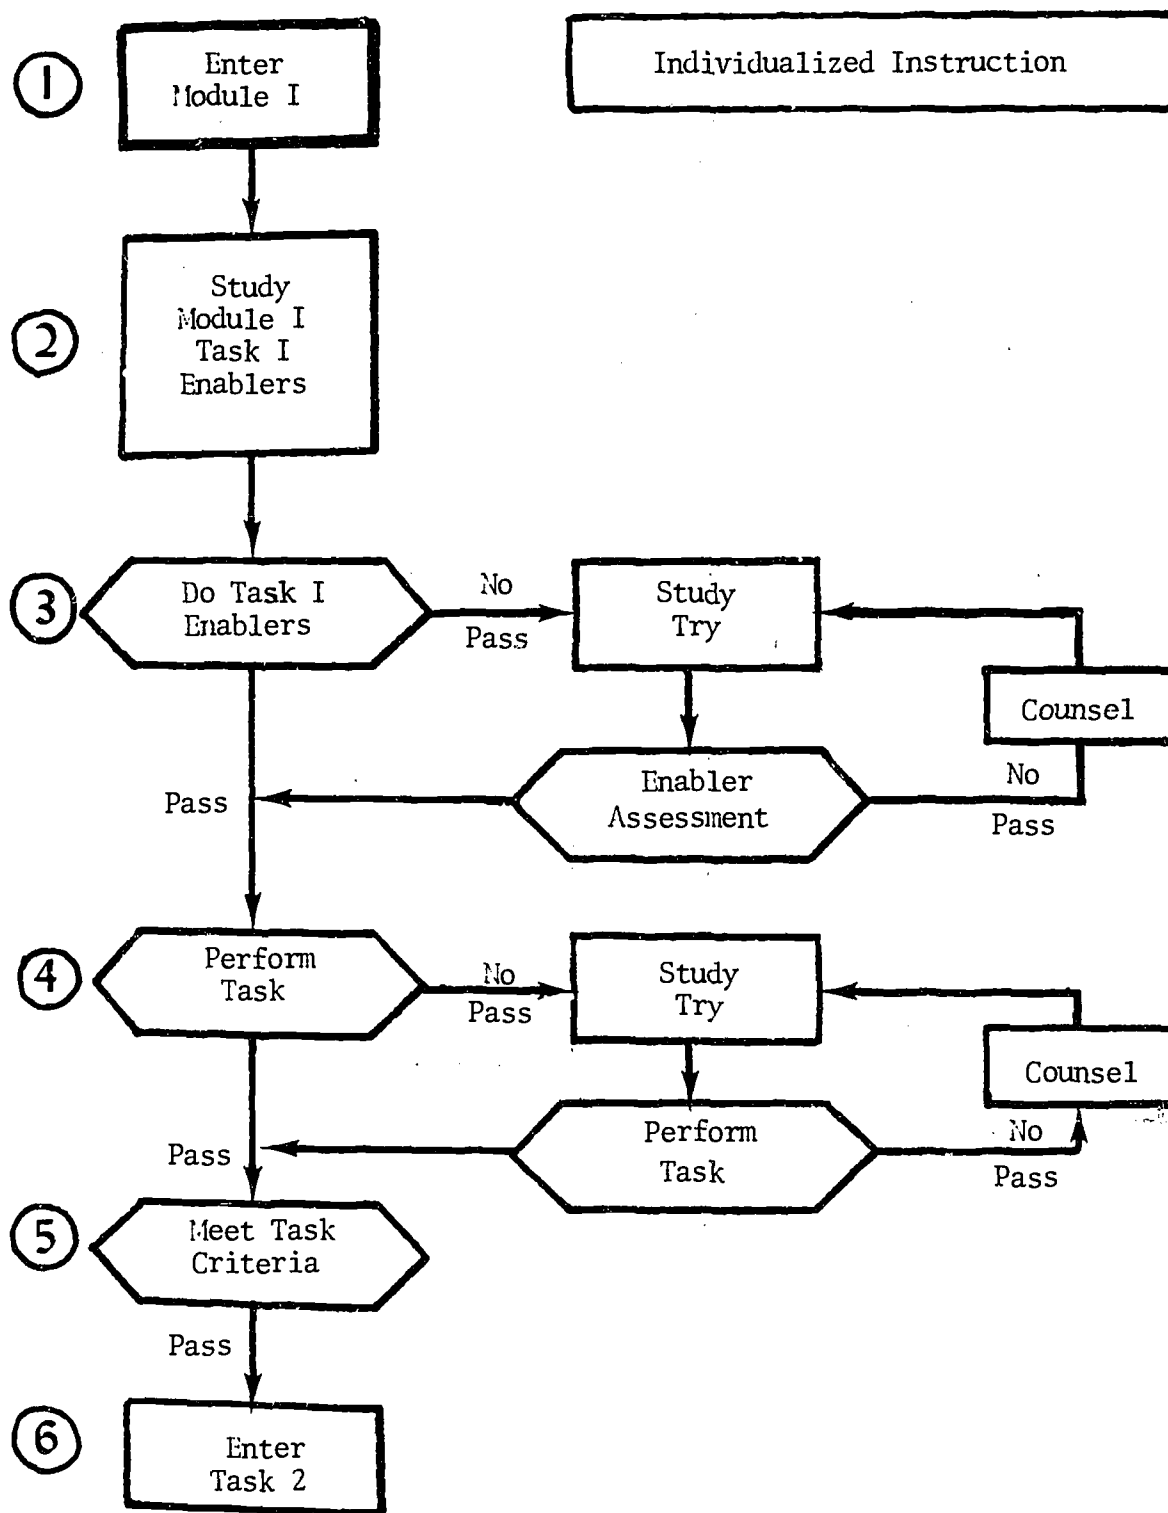 1
Enter
Module I
Individualized Instruction
2
Study
Module I
Task I
Enablers
3
Do Task I
Enablers
No
Pass
Study
Try
Counsel
Pass
Enabler
Assessment
No
Pass
4
Perform
Task
No
Pass
Study
Try
Counsel
Pass
Perform
Task
No
Pass
5
Meet Task
Criteria
Pass
6
Enter
Task 2